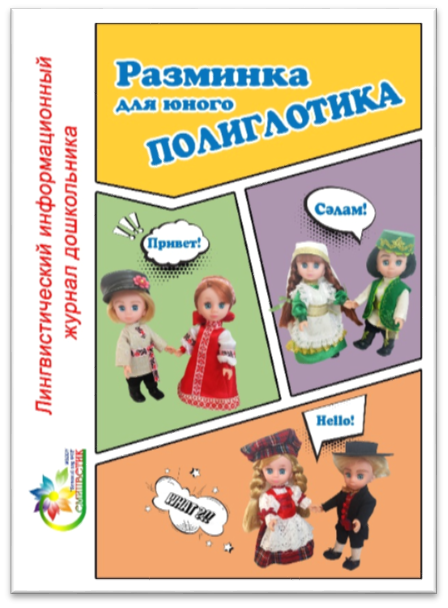 Разминка
для юного
ПОЛИГЛОТИКА
Лингвистический информационный
журнал дошкольника
Привет!
Сәлам!
Hello!
WHAT ?!!